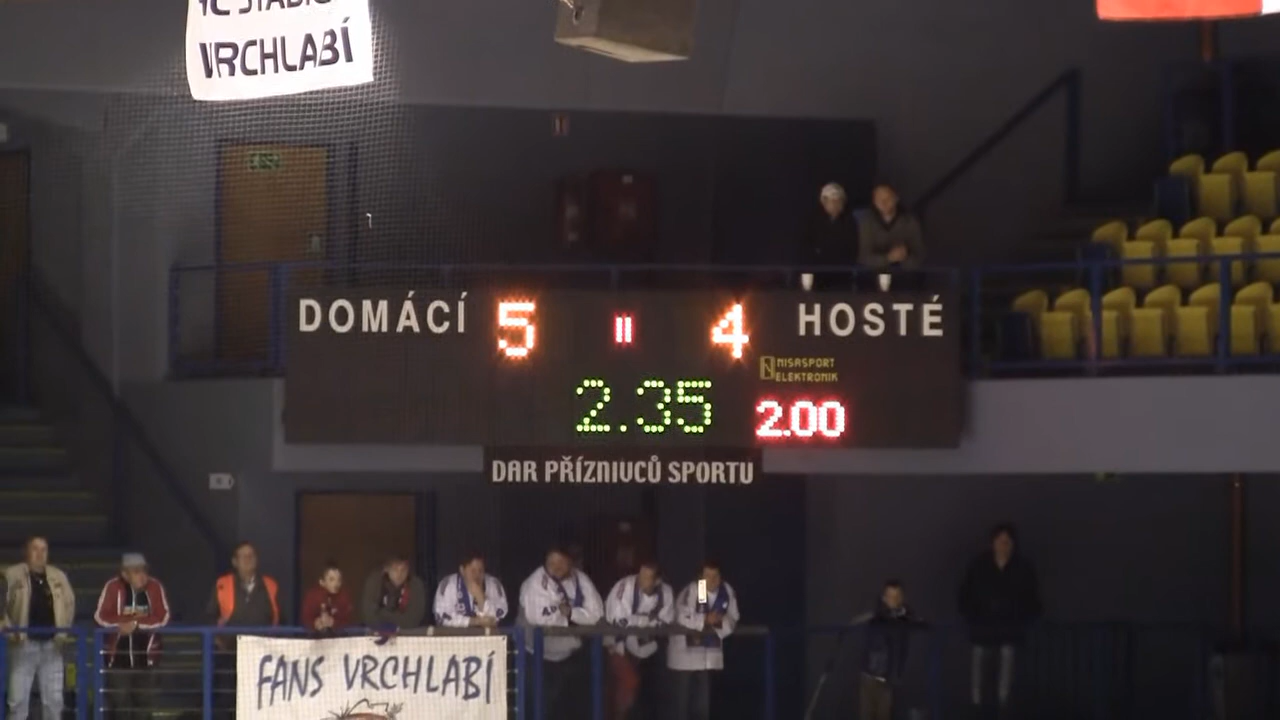 VRCHLABÍ
DOMÁCÍ 5 II 4 HOSTÉ
NISASPORT
ELEKTRONIK
2.35 2.00
DAR PŘÍZNIVCŮ SPORTU
FANS VRCHLABÍ